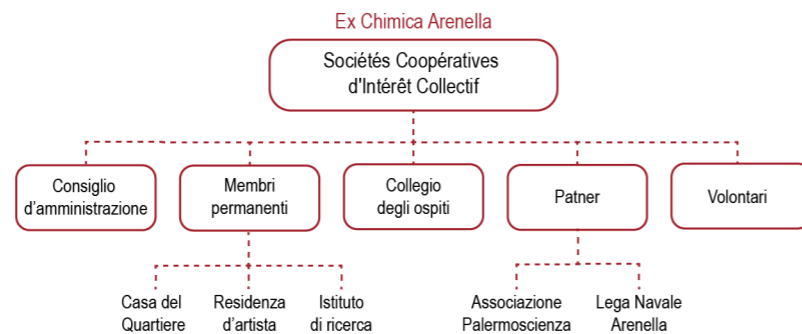 Ex Chimica Arenella
Sociétés Coopératives
d'Intérêt Collectif
Consiglio
d'amministrazione
Membri
permanenti
Collegio
degli ospiti
Patner
Volontari
Casa del
Quartiere
Residenza
d'artista
Istituto
di ricerca
Associazione
Palermoscienza
Lega Navale
Arenella